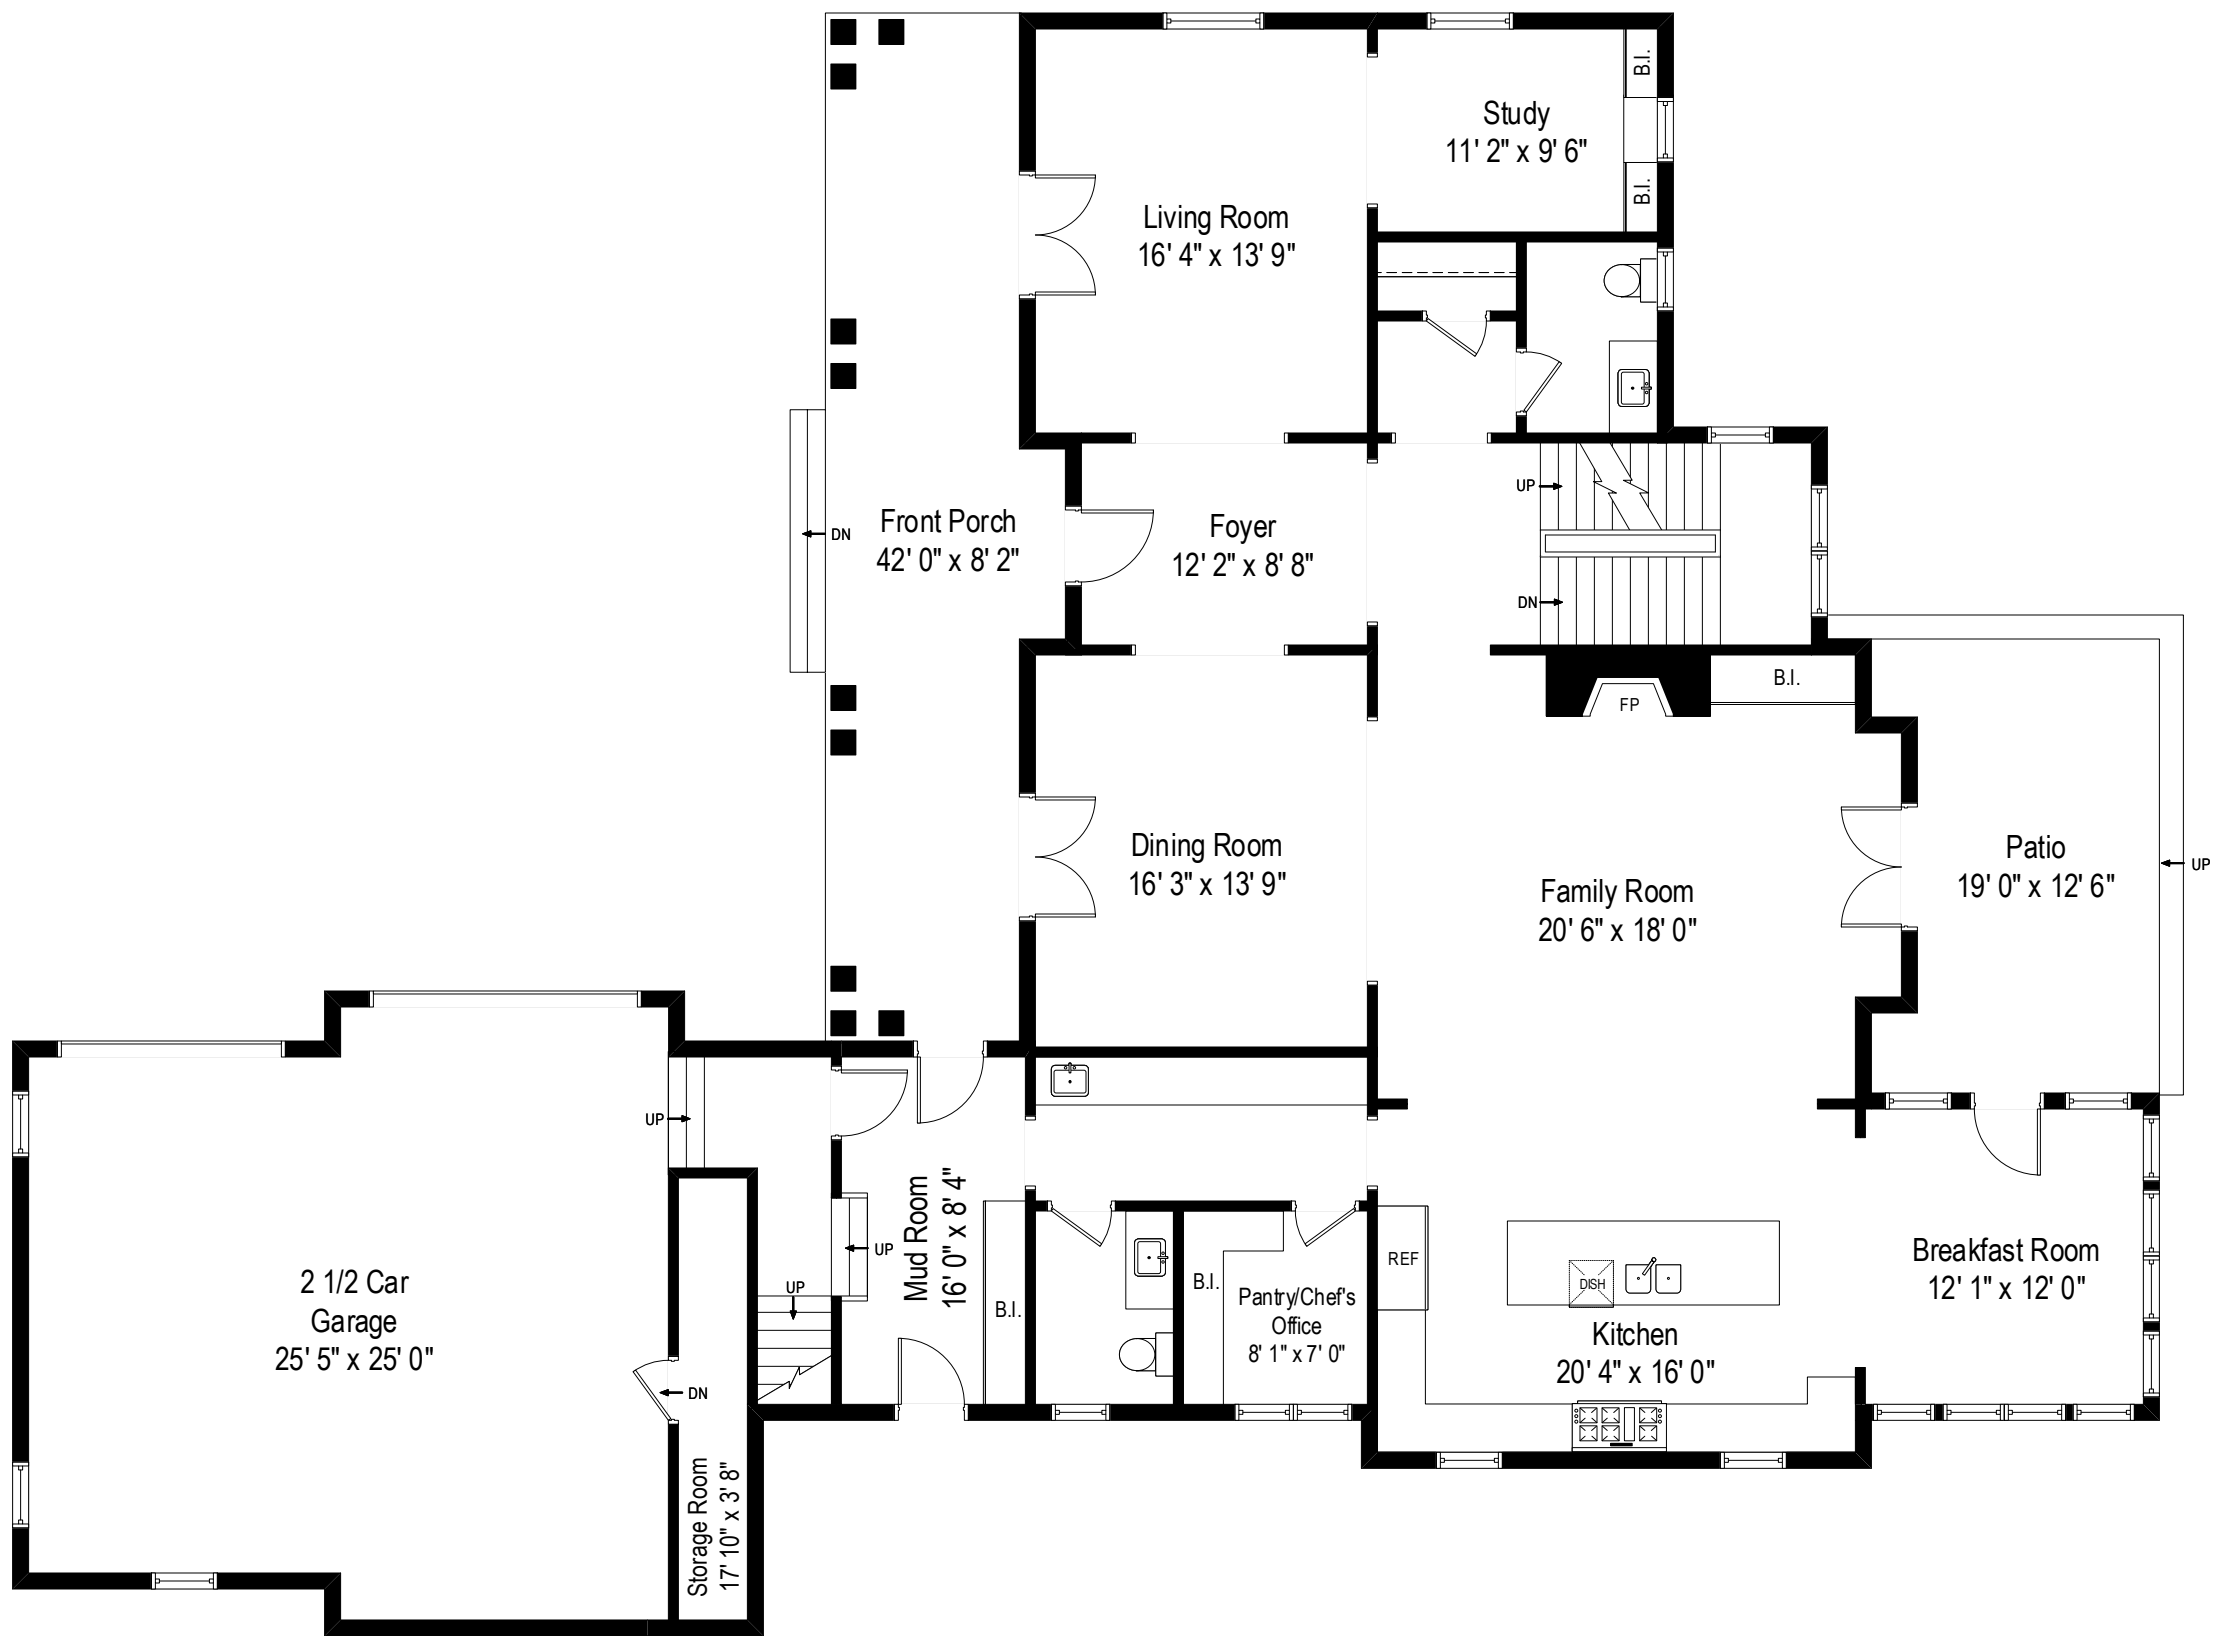 B.I.
Study
11' 2" x 9' 6"
B.I.
Living Room
16' 4" x 13' 9"
UP
Front Porch
42' 0" x 8' 2"
DN
Foyer
12' 2" x 8' 8"
DN
B.I.
FP
Dining Room
16' 3" x 13' 9"
Family Room
20' 6" x 18' 0"
Patio
19' 0" x 12' 6"
UP
UP
Mud Room
16' 0" x 8' 4"
UP
UP
B.I.
B.I.
Pantry/Chef's
Office
8' 1" x 7' 0"
REF
DISH
Kitchen
20' 4" x 16' 0"
Breakfast Room
12' 1" x 12' 0"
2 1/2 Car
Garage
25' 5" x 25' 0"
DN
Storage Room
17' 10" x 3' 8"